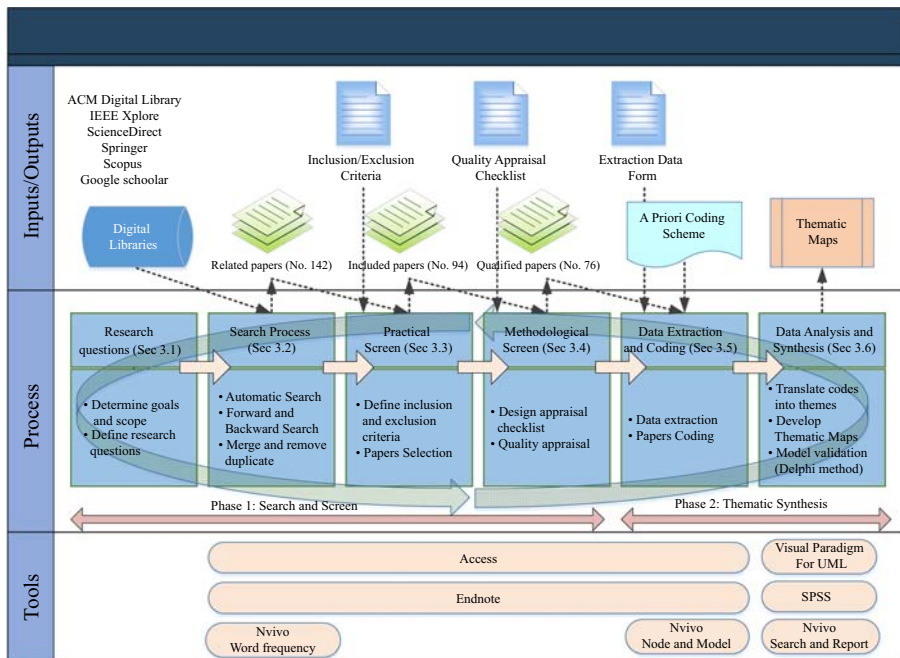 Inputs/Outputs
ACM Digital Library
IEEE Xplore
ScienceDirect
Springer
Scopus
Google schoolar
Digital
Libraries
Inclusion/Exclusion
Criteria
Quality Appraisal
Checklist
Extraction Data
Form
Related papers (No. 142)
Included papers (No. 94)
Qualified papers (No. 76)
A Priori Coding
Scheme
Thematic
Maps
Process
Research
questions (Sec 3.1)
• Determine goals
and scope
• Define research
questions
Search Process
(Sec 3.2)
• Automatic Search
• Forward and
Backward Search
• Merge and remove
duplicate
Practical
Screen (Sec 3.3)
• Define inclusion
and exclusion
criteria
• Papers Selection
Methodological
Screen (Sec 3.4)
• Design appraisal
checklist
• Quality appraisal
Data Extraction
and Coding (Sec 3.5)
• Data extraction
• Papers Coding
Data Analysis and
Synthesis (Sec 3.6)
• Translate codes
into themes
• Develop
Thematic Maps
• Model validation
(Delphi method)
Phase 1: Search and Screen
Phase 2: Thematic Synthesis
Tools
Access
Visual Paradigm
For UML
Endnote
SPSS
Nvivo
Word frequency
Nvivo
Node and Model
Nvivo
Search and Report